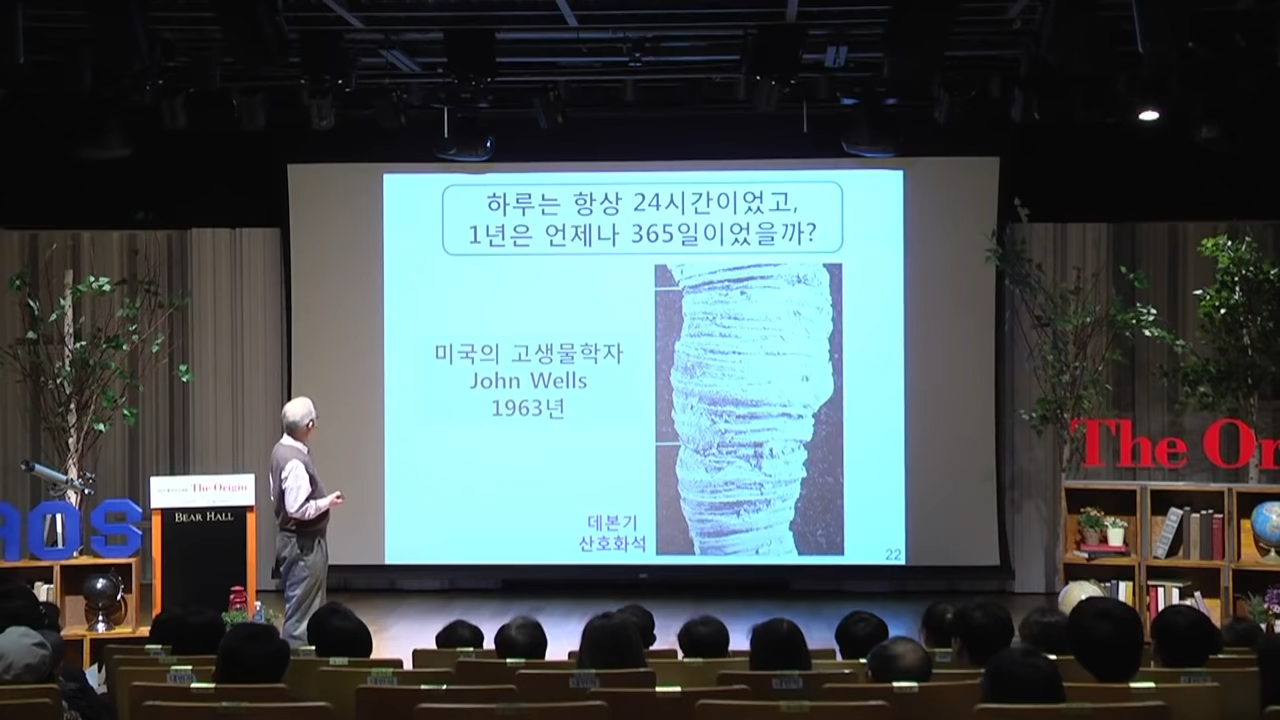 하루는 항상 24시간이었고,
1년은 언제나 365일이었을까?
미국의 고생물학자
John Wells
1963년
데본기
산호화석
22
The Origin
BEAR HALL
AOS
The Ori